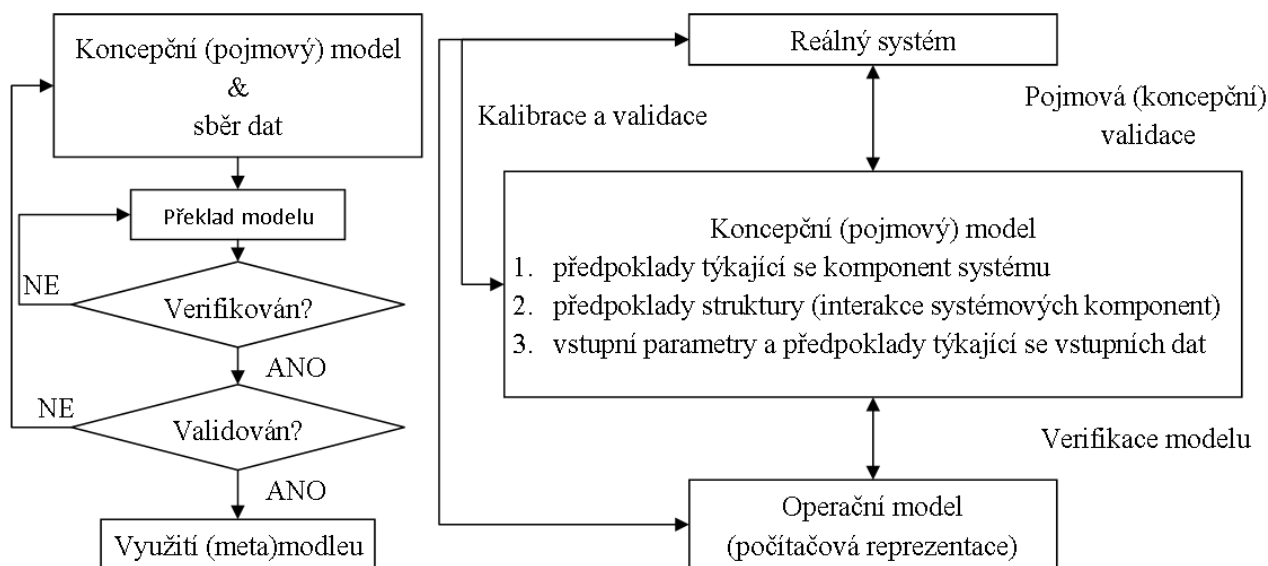 Koncepční (pojmový) model
&
sběr dat
Překlad modelu
NE
Verifikován?
ANO
NE
Validován?
ANO
Využití (meta)modleu
Reálný systém
Kalibrace a validace
Pojmová (koncepční)
validace
Koncepční (pojmový) model
1. předpoklady týkající se komponent systému
2. předpoklady struktury (interakce systémových komponent)
3. vstupní parametry a předpoklady týkající se vstupních dat
Verifikace modelu
Operační model
(počítačová reprezentace)